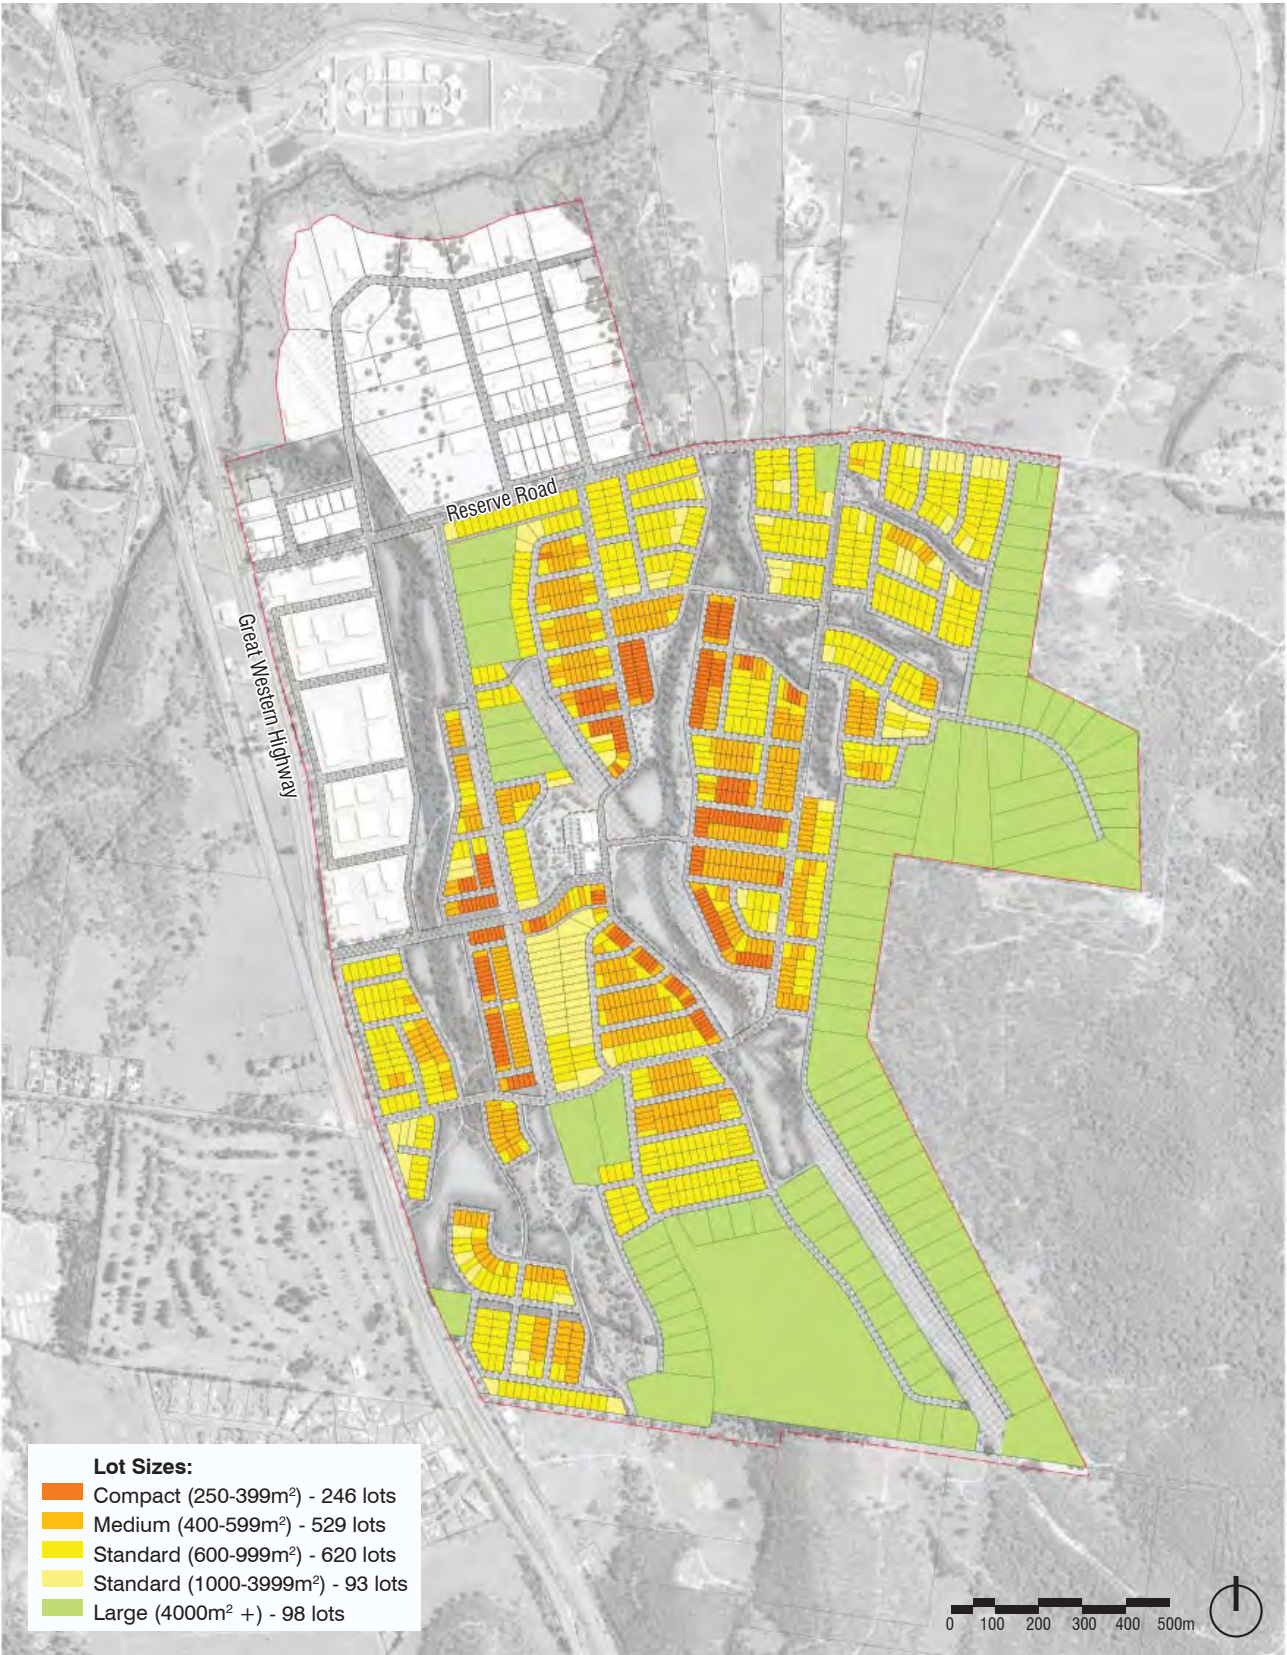 Reserve Road
Great Western Highway
Lot Sizes:
Compact (250-399m²) - 246 lots
Medium (400-599m²) - 529 lots
Standard (600-999m²) - 620 lots
Standard (1000-3999m²) - 93 lots
Large (4000m² +) - 98 lots
0 100 200 300 400 500m